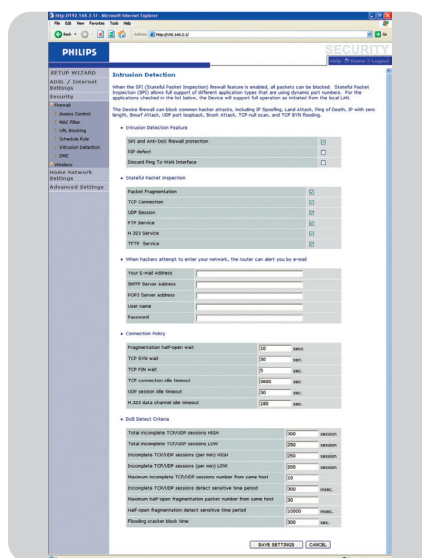 http://192.168.2.1/ - Microsoft Internet Explorer
File Edit View Favorites Tools Help
Back
Address http://192.168.2.1/ Go
PHILIPS
SECURITY
Help Home Logout
SETUP WIZARD
ADSL / Internet Settings
Security
Firewall
Access Control
MAC Filter
URL Blocking
Schedule Rule
Intrusion Detection
DMZ
Wireless
Home Network Settings
Advanced Settings
Intrusion Detection
When the SPI (Stateful Packet Inspection) firewall feature is enabled, all packets can be blocked. Stateful Packet
Inspection (SPI) allows full support of different application types that are using dynamic port numbers. For the
applications checked in the list below, the Device will support full operation as initiated from the local LAN.
The Device firewall can block common hacker attacks, including IP Spoofing, Land Attack, Ping of Death, IP with zero
length, Smurf Attack, UDP port loopback, Snork Attack, TCP null scan, and TCP SYN flooding.
• Intrusion Detection Feature
SPI and Anti-DoS firewall protection
RIP defect
Discard Ping To WAN Interface
• Stateful Packet Inspection
Packet Fragmentation
TCP Connection
UDP Session
FTP Service
H.323 Service
TFTP Service
• When hackers attempt to enter your network, the router can alert you by e-mail
Your E-mail Address
SMTP Server Address
POP3 Server Address
User name
Password
• Connection Policy
Fragmentation half-open wait 10 secs
TCP SYN wait 30 sec.
TCP FIN wait 5 sec.
TCP connection idle timeout 3600 sec.
UDP session idle timeout 30 sec.
H.323 data channel idle timeout 180 sec.
• DoS Detect Criteria
Total incomplete TCP/UDP sessions HIGH 300 session
Total incomplete TCP/UDP sessions LOW 250 session
Incomplete TCP/UDP sessions (per min) HIGH 250 session
Incomplete TCP/UDP sessions (per min) LOW 200 session
Maximum incomplete TCP/UDP sessions number from same host 10
Incomplete TCP/UDP sessions detect sensitive time period 300 msec.
Maximum half-open fragmentation packet number from same host 30
Half-open fragmentation detect sensitive time period 10000 msec.
Flooding cracker block time 300 sec.
SAVE SETTINGS CANCEL